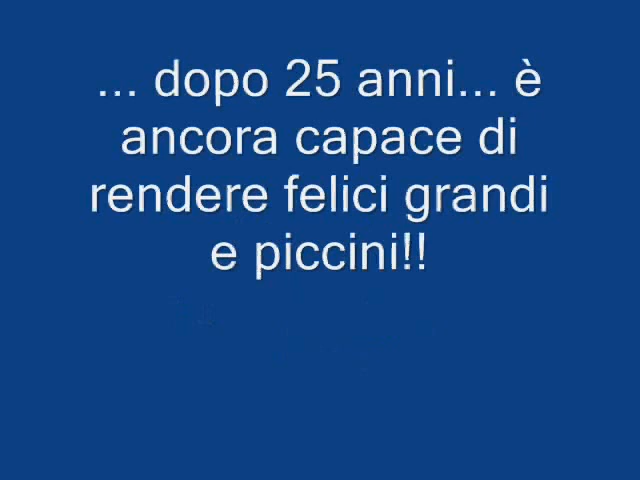 ... dopo 25 anni... è
ancora capace di
rendere felici grandi
e piccini!!